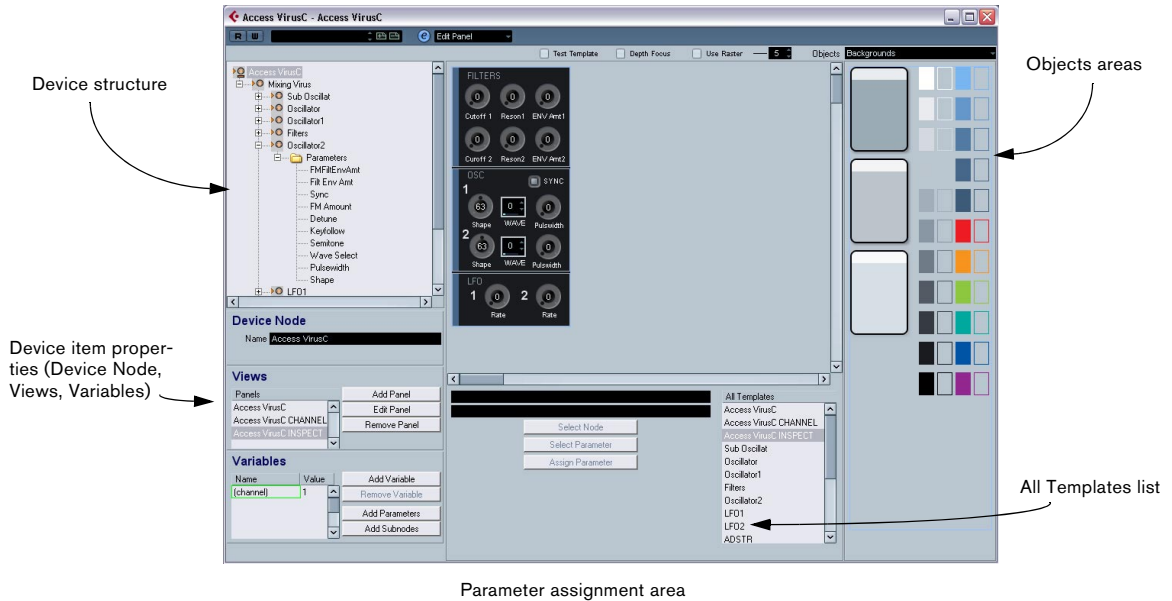 Access VirusC - Access VirusC
R W
e Edit Panel
Test Template Depth Focus Use Raster 5 Objects Backgrounds
Device structure
Access VirusC
Mixing Virus
Sub Oscillat
Oscillator
Oscillator1
Filters
Oscillator2
Parameters
FMFiltEnvAmt
Filt Env Amt
Sync
FM Amount
Detune
Keyfollow
Semitone
Wave Select
Pulsewidth
Shape
LFO1
FILTERS
0 0 0
Cutoff 1 Reson1 ENV Amt1
0 0 0
Curoff 2 Reson2 ENV Amt2
OSC
SYNC
1
63 0 0
Shape WAVE Pulswidth
2
63 0 0
Shape WAVE Pulswidth
LFO
1 0 2 0
Rate Rate
Objects areas
Device item proper-
ties (Device Node,
Views, Variables)
Device Node
Name Access VirusC
Views
Panels
Access VirusC
Access VirusC CHANNEL
Access VirusC INSPECT
Add Panel
Edit Panel
Remove Panel
Variables
Name Value
(channel) 1
Add Variable
Remove Variable
Add Parameters
Add Subnodes
Select Node
Select Parameter
Assign Parameter
All Templates
Access VirusC
Access VirusC CHANNEL
Access VirusC INSPECT
Sub Oscillat
Oscillator
Oscillator1
Filters
Oscillator2
LFO1
LFO2
ADSTR
All Templates list
Parameter assignment area